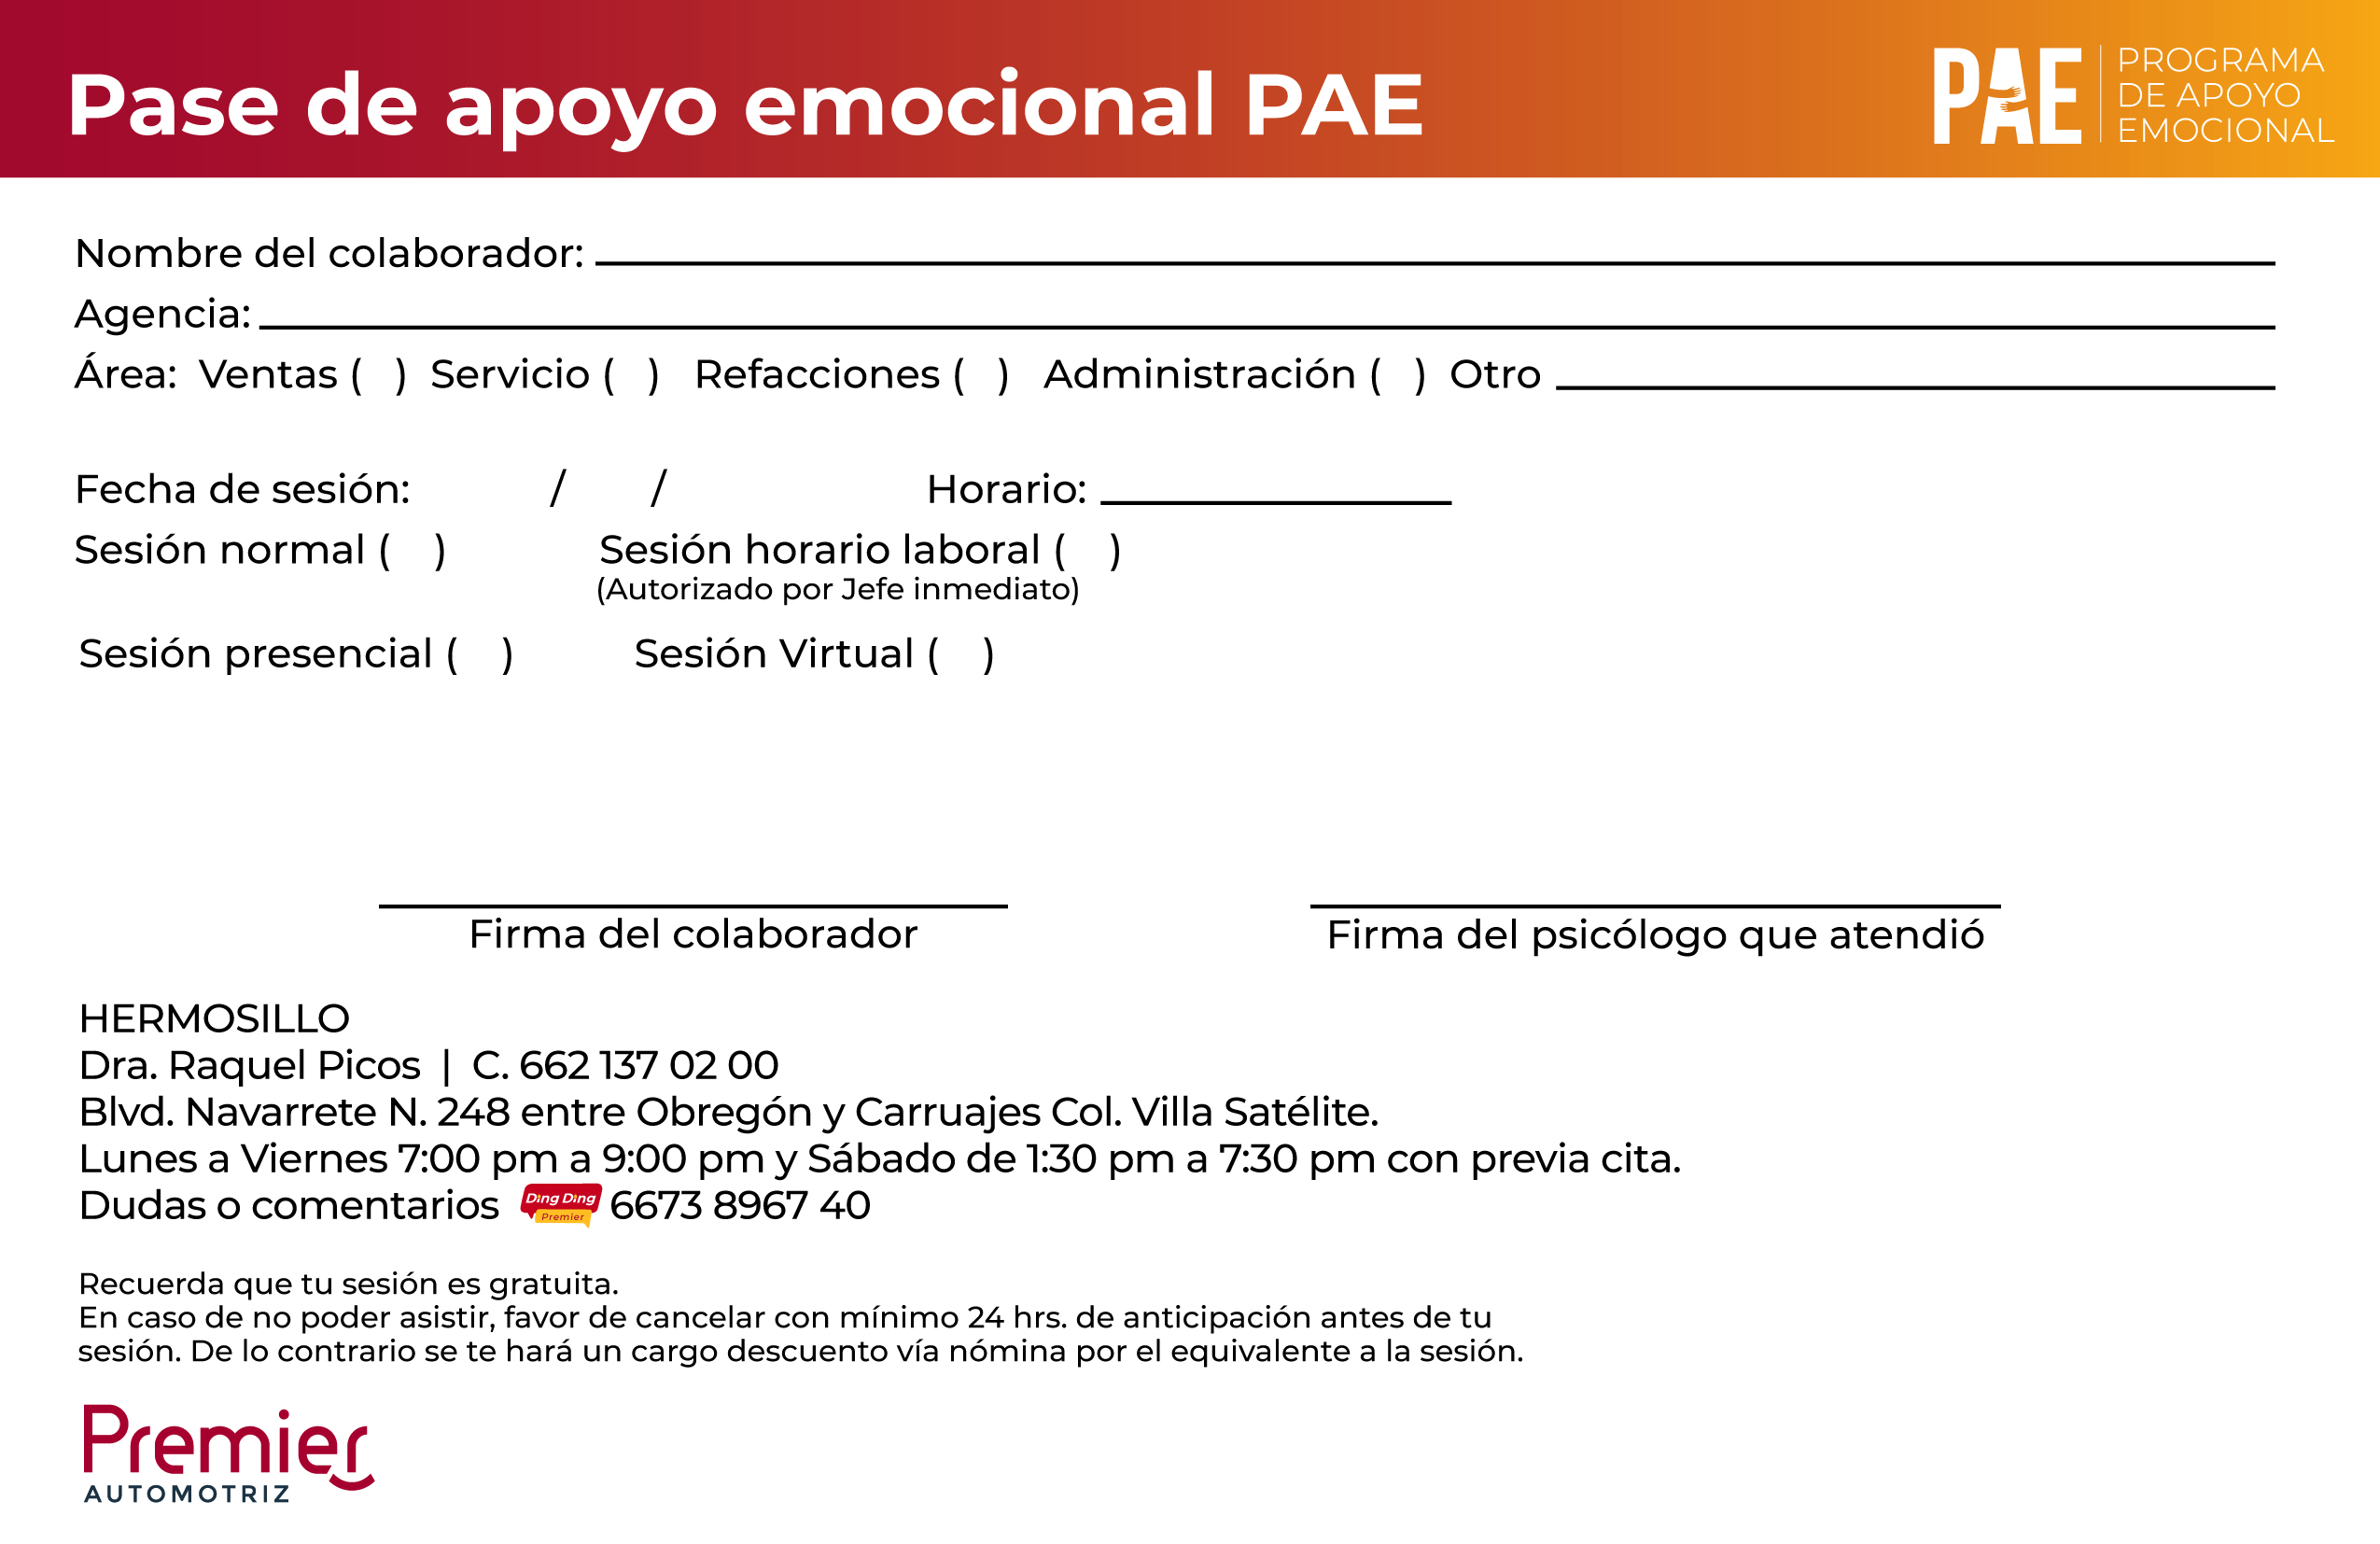 Pase de apoyo emocional PAE
PAE
PROGRAMA
DE APOYO
EMOCIONAL
Nombre del colaborador:
Agencia:
Área: Ventas ( ) Servicio ( ) Refacciones ( ) Administración ( ) Otro
Fecha de sesión: / / Horario:
Sesión normal ( ) Sesión horario laboral ( )
(Autorizado por Jefe inmediato)
Sesión presencial ( ) Sesión Virtual ( )
Firma del colaborador
Firma del psicólogo que atendió
HERMOSILLO
Dra. Raquel Picos | C. 662 137 02 00
Blvd. Navarrete N. 248 entre Obregón y Carruajes Col. Villa Satélite.
Lunes a Viernes 7:00 pm a 9:00 pm y Sábado de 1:30 pm a 7:30 pm con previa cita.
Dudas o comentarios Ding Ding Premier 6673 8967 40
Recuerda que tu sesión es gratuita.
En caso de no poder asistir, favor de cancelar con mínimo 24 hrs. de anticipación antes de tu
sesión. De lo contrario se te hará un cargo descuento vía nómina por el equivalente a la sesión.
Premier
AUTOMOTRIZ